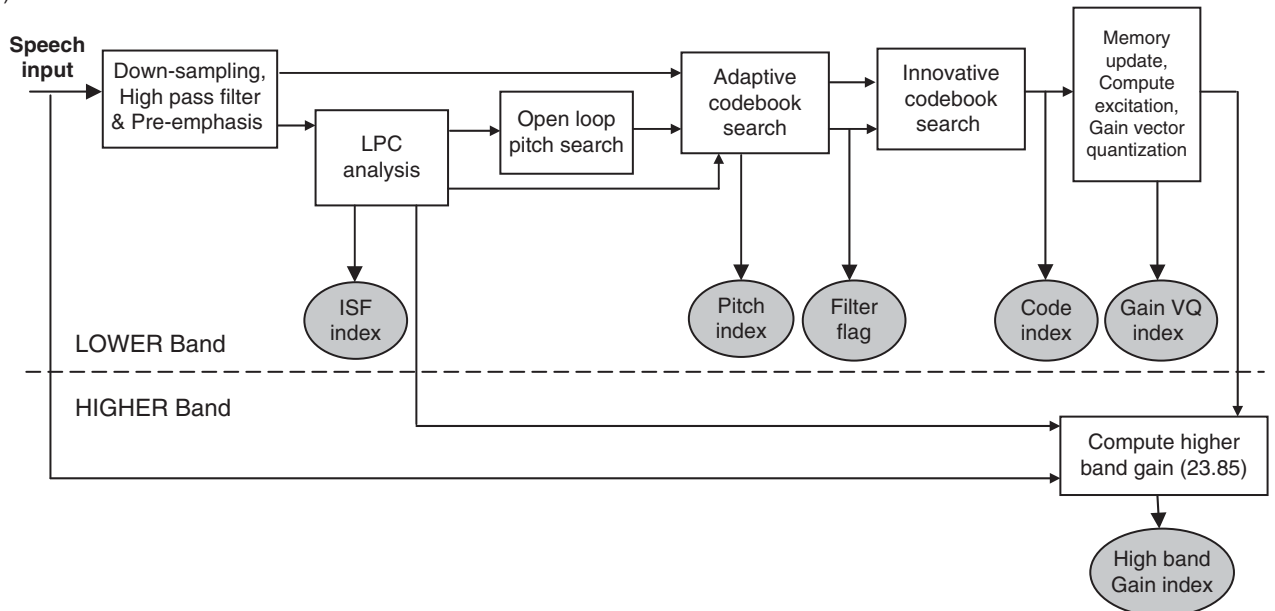 )
Speech
input
Down-sampling,
High pass filter
& Pre-emphasis
LPC
analysis
Open loop
pitch search
Adaptive
codebook
search
Innovative
codebook
search
Memory
update,
Compute
excitation,
Gain vector
quantization
ISF
index
Pitch
index
Filter
flag
Code
index
Gain VQ
index
LOWER Band
HIGHER Band
Compute higher
band gain (23.85)
High band
Gain index